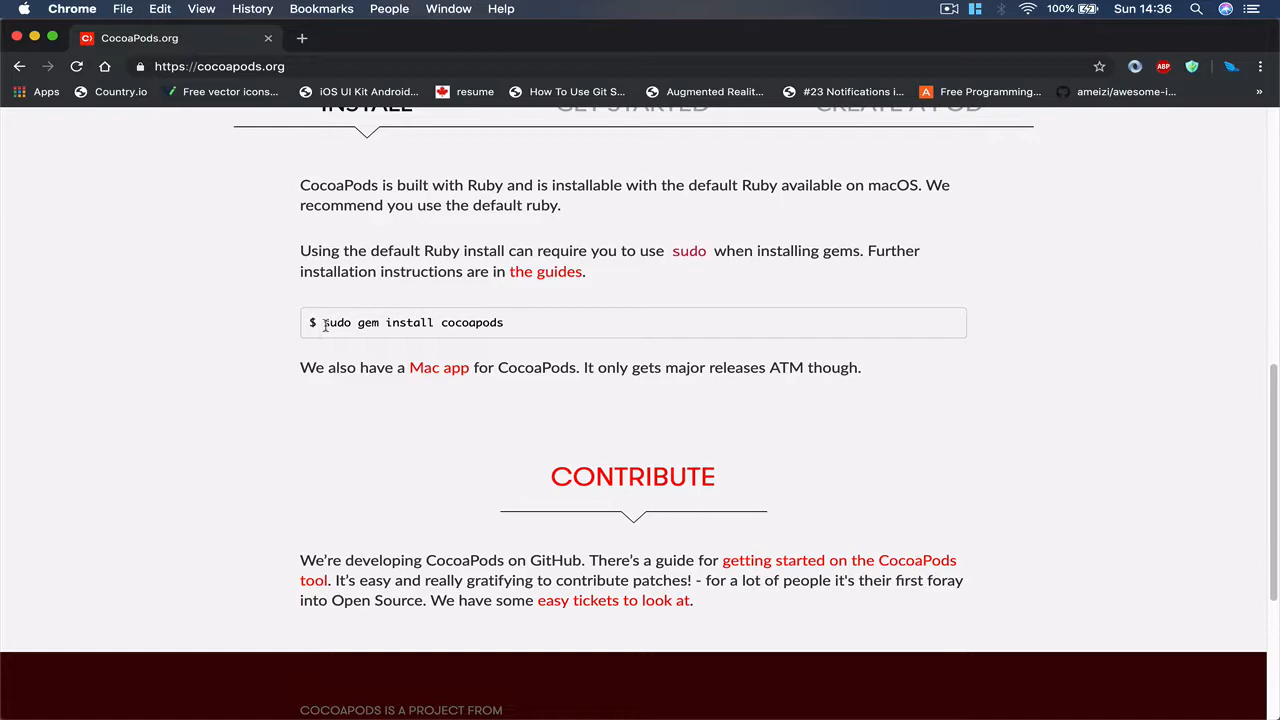 Chrome File Edit View History Bookmarks People Window Help 100% Sun 14:36
CocoaPods.org
https://cocoapods.org
ABP
Apps Country.io Free vector icons... iOS UI Kit Android... resume How To Use Git S... Augmented Realit... #23 Notifications i... Free Programming... ameizi/awesome-i... »
INSTALL GET STARTED CREATE A POD
CocoaPods is built with Ruby and is installable with the default Ruby available on macOS. We
recommend you use the default ruby.
Using the default Ruby install can require you to use sudo when installing gems. Further
installation instructions are in the guides.
$ sudo gem install cocoapods
We also have a Mac app for CocoaPods. It only gets major releases ATM though.
CONTRIBUTE
We’re developing CocoaPods on GitHub. There’s a guide for getting started on the CocoaPods
tool. It’s easy and really gratifying to contribute patches! - for a lot of people it's their first foray
into Open Source. We have some easy tickets to look at.
COCOAPODS IS A PROJECT FROM